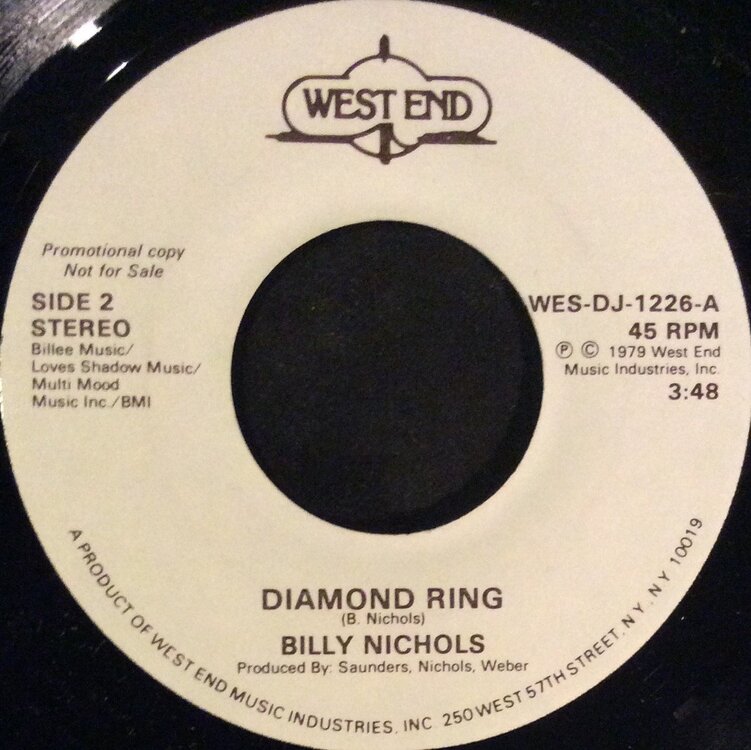 WEST END
Promotional copy
Not for Sale
SIDE 2
STEREO
Billee Music/
Loves Shadow Music/
Multi Mood
Music Inc./BMI
WES-DJ-1226-A
45 RPM
Ⓟ © 1979 West End
Music Industries, Inc.
3:48
DIAMOND RING
(B. Nichols)
BILLY NICHOLS
Produced By: Saunders, Nichols, Weber
A PRODUCT OF WEST END MUSIC INDUSTRIES, INC 250 WEST 57TH STREET, N.Y., N.Y 10019